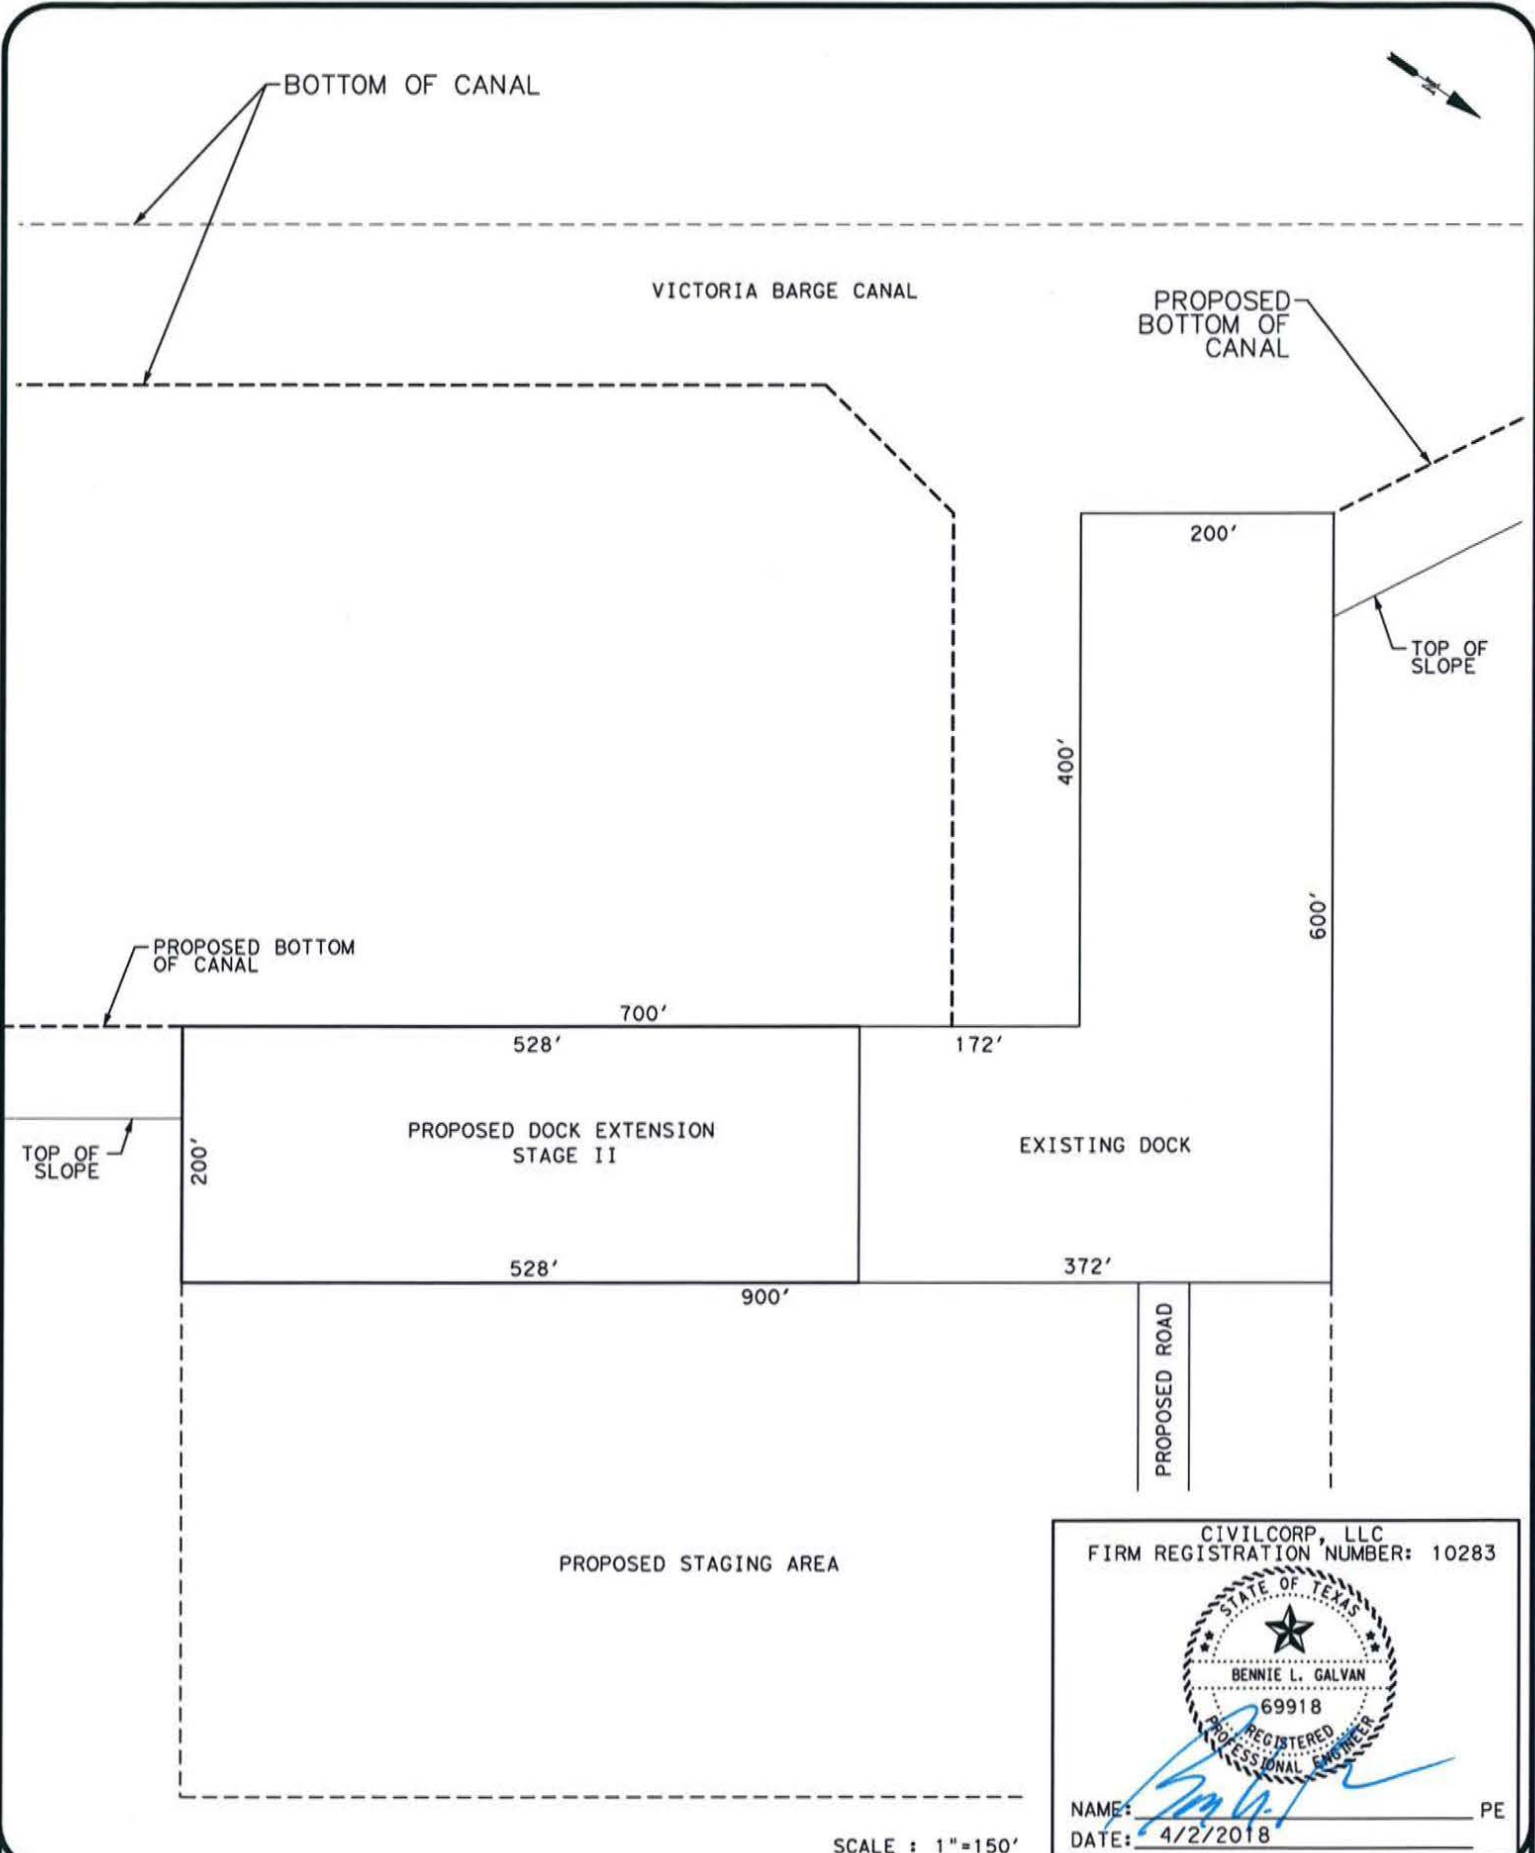 BOTTOM OF CANAL
N
VICTORIA BARGE CANAL
PROPOSED
BOTTOM OF
CANAL
200'
TOP OF
SLOPE
400'
600'
PROPOSED BOTTOM
OF CANAL
700'
528'
172'
PROPOSED DOCK EXTENSION
STAGE II
EXISTING DOCK
TOP OF
SLOPE
200'
528'
372'
900'
PROPOSED ROAD
PROPOSED STAGING AREA
CIVILCORP, LLC
FIRM REGISTRATION NUMBER: 10283
STATE OF TEXAS
BENNIE L. GALVAN
69918
REGISTERED
PROFESSIONAL ENGINEER
NAME: PE
DATE: 4/2/2018
SCALE : 1"=150'